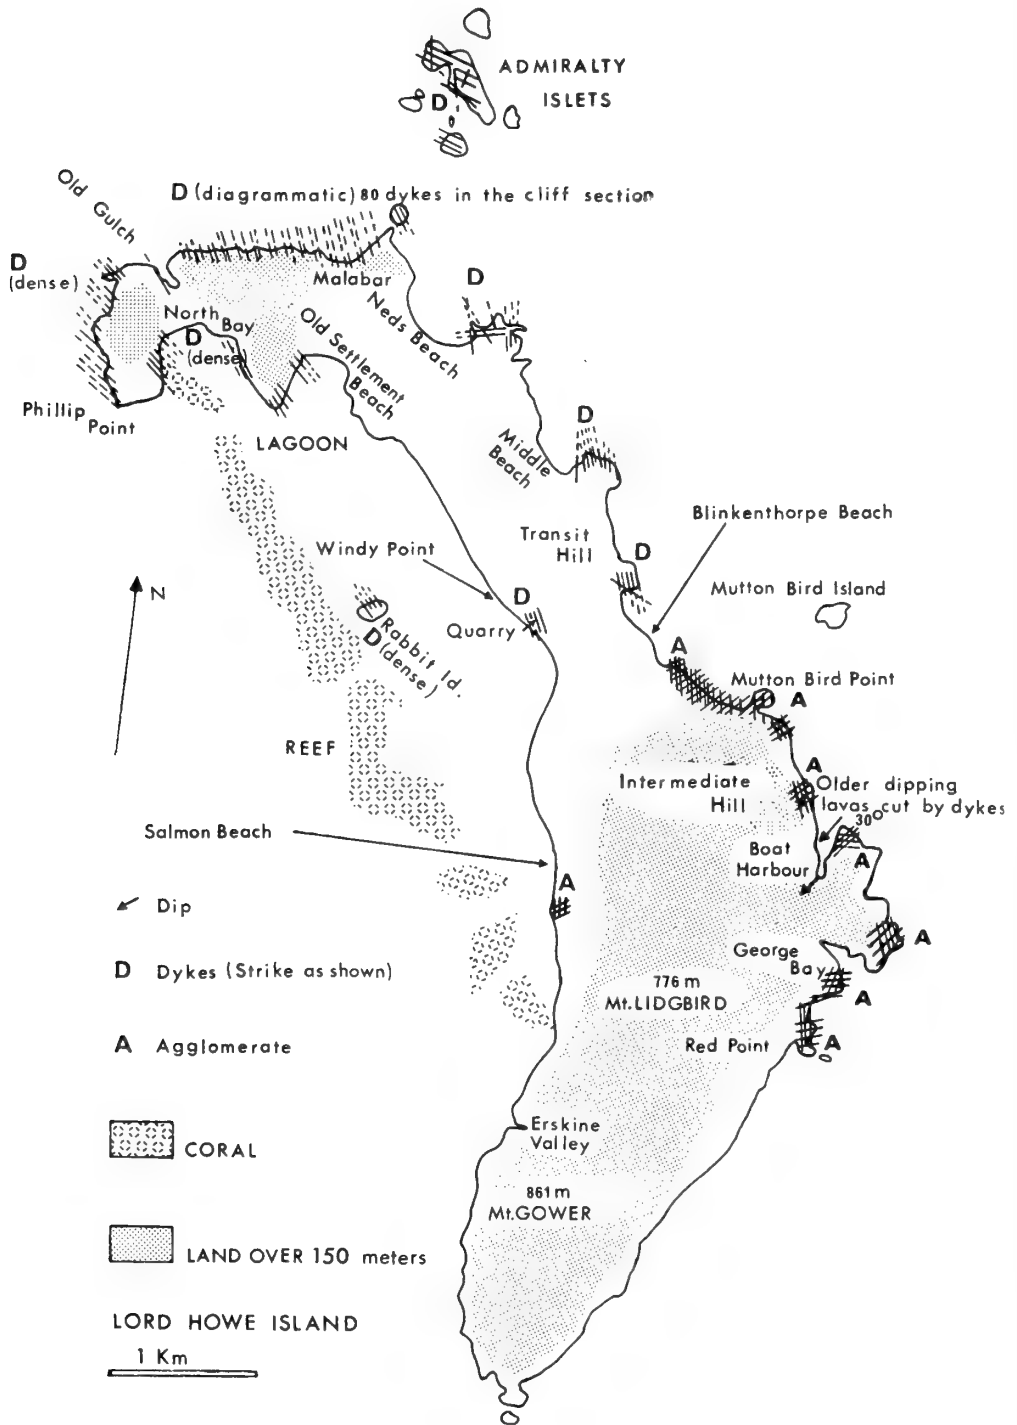 ADMIRALTY
ISLETS
D
D (diagrammatic) 80 dykes in the cliff section
Old Gulch
D
(dense)
Malabar
D
North
Bay
D
(dense)
Neds Beach
Old Settlement
Beach
Phillip
Point
LAGOON
D
Middle
Beach
Blinkenthorpe Beach
Transit
Hill
D
Windy Point
Mutton Bird Island
N
D
Quarry
Rabbit Id.
D (dense)
A
Mutton Bird Point
A
REEF
A
Intermediate
Hill
Older dipping
lavas cut by dykes
30°
Salmon Beach
Boat
Harbour
A
A
Dip
A
George
Bay
D Dykes (Strike as shown)
776 m
Mt. LIDGBIRD
A
A Agglomerate
Red Point
A
Erskine
Valley
CORAL
861 m
Mt. GOWER
LAND OVER 150 meters
LORD HOWE ISLAND
1 Km